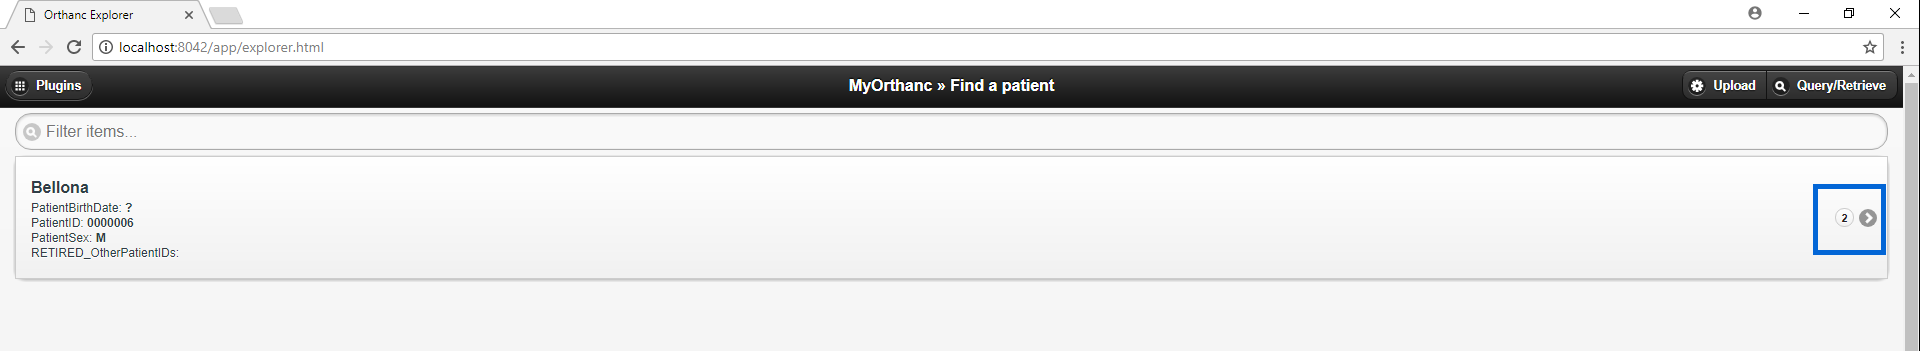 Orthanc Explorer
localhost:8042/app/explorer.html
Plugins MyOrthanc » Find a patient Upload Query/Retrieve
Filter items...
Bellona
PatientBirthDate: ?
PatientID: 0000006
2
PatientSex: M
RETIRED_OtherPatientIDs: